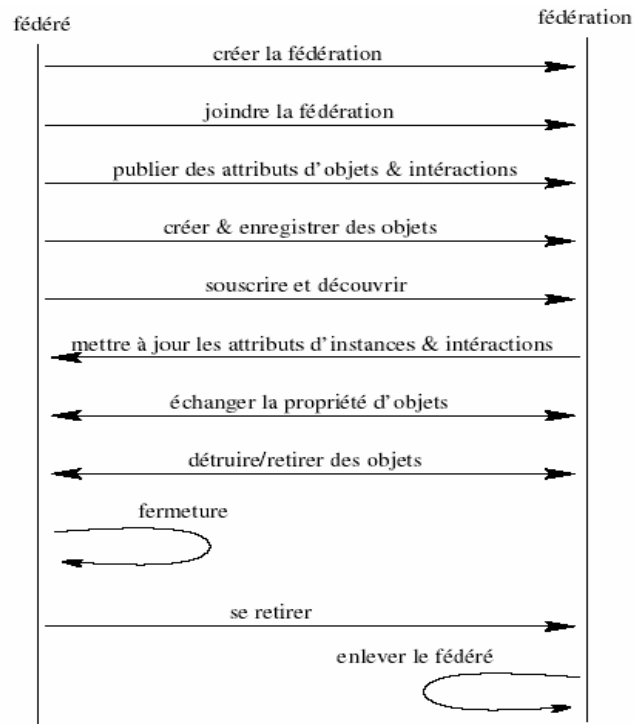 fédéré
fédération
créer la fédération
joindre la fédération
publier des attributs d'objets & intéractions
créer & enregistrer des objets
souscrire et découvrir
mettre à jour les attributs d'instances & intéractions
échanger la propriété d'objets
détruire/retirer des objets
fermeture
se retirer
enlever le fédéré